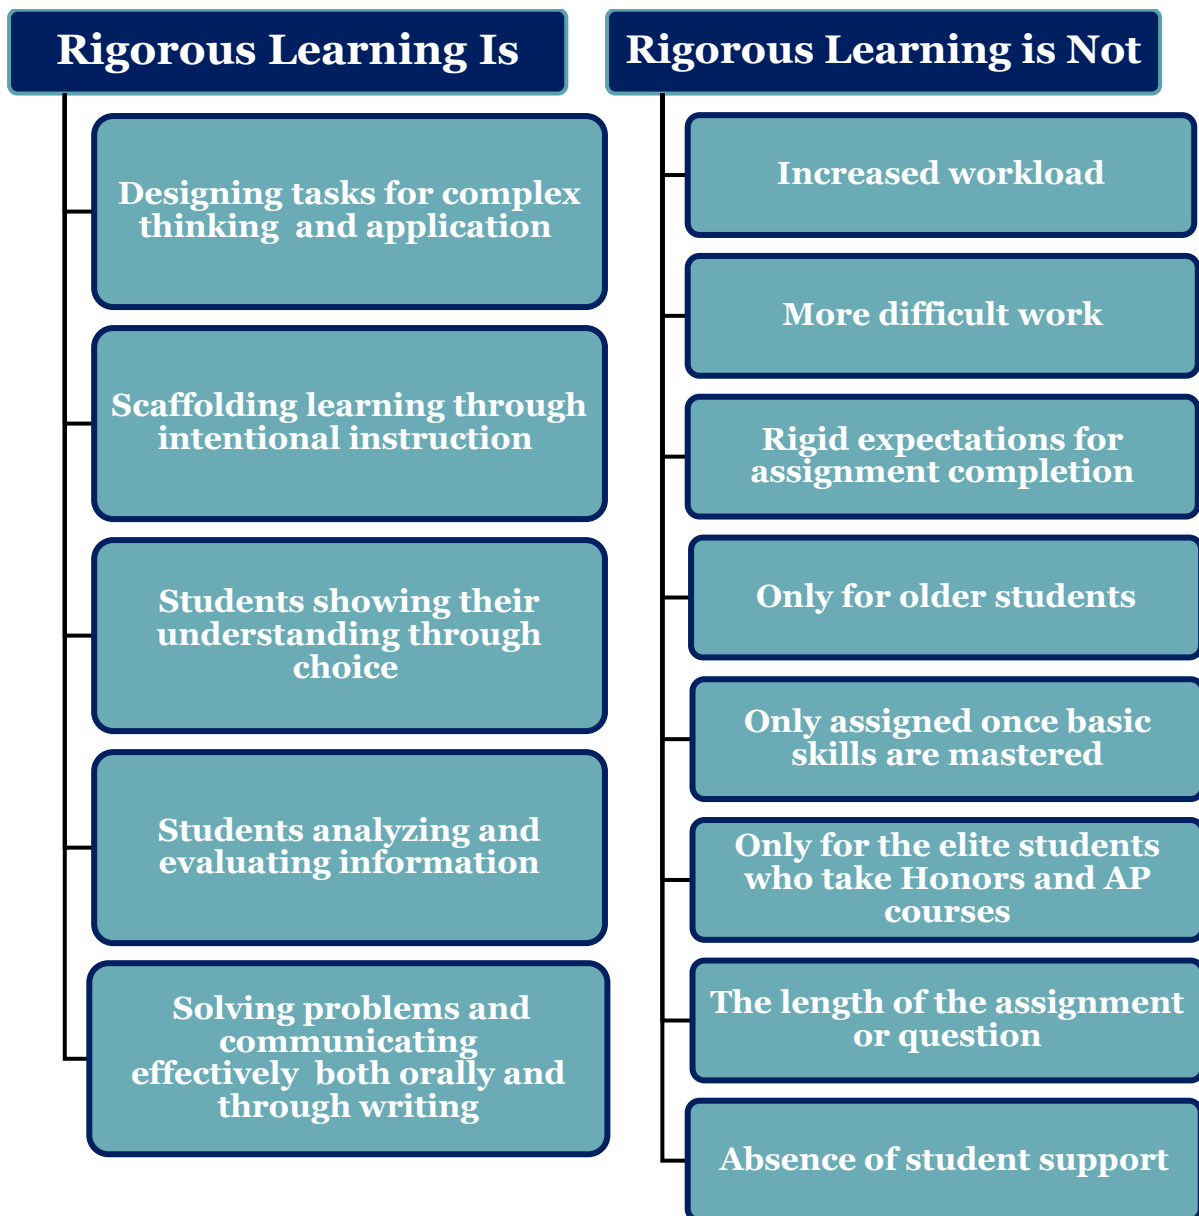 Rigorous Learning Is
Designing tasks for complex
thinking  and application
Scaffolding learning through
intentional instruction
Students showing their
understanding through
choice
Students analyzing and
evaluating information
Solving problems and
communicating
effectively  both orally and
through writing
Rigorous Learning is Not
Increased workload
More difficult work
Rigid expectations for
assignment completion
Only for older students
Only assigned once basic
skills are mastered
Only for the elite students
who take Honors and AP
courses
The length of the assignment
or question
Absence of student support